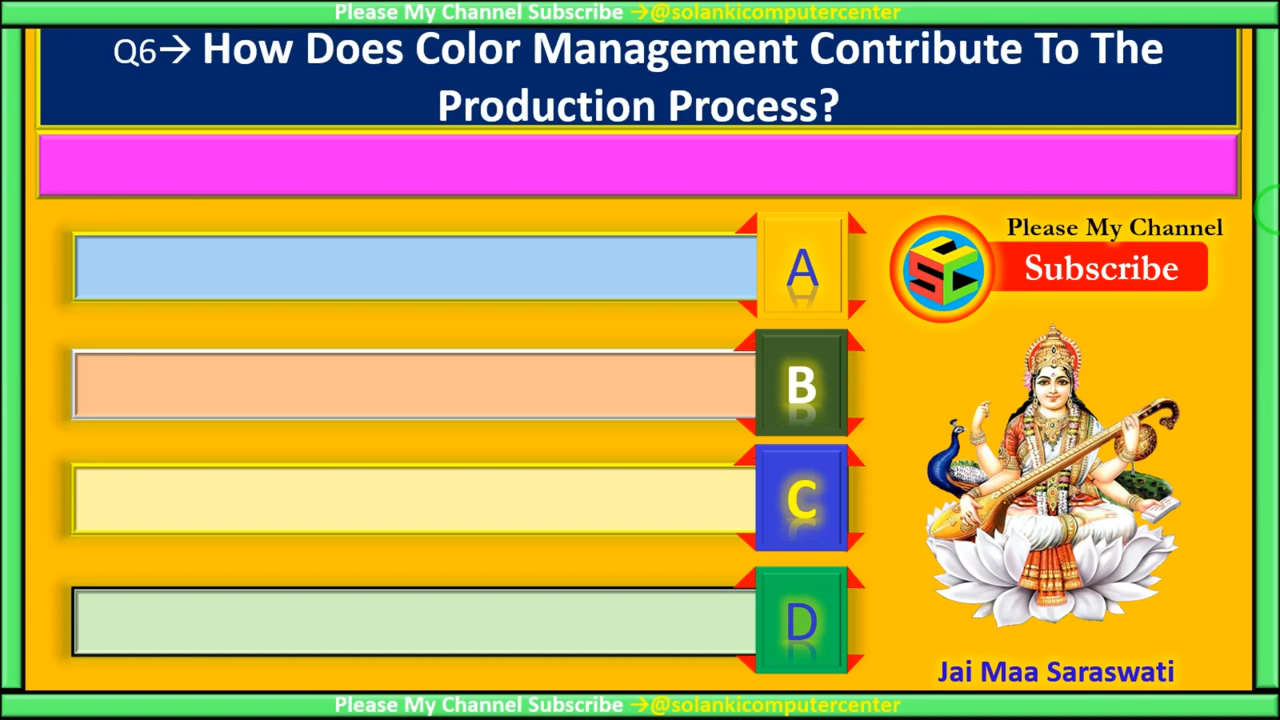 Please My Channel Subscribe →@solankicomputercenter
Q6→ How Does Color Management Contribute To The
Production Process?
A
Please My Channel
Subscribe
SCC
B
C
D
Jai Maa Saraswati
Please My Channel Subscribe →@solankicomputercenter